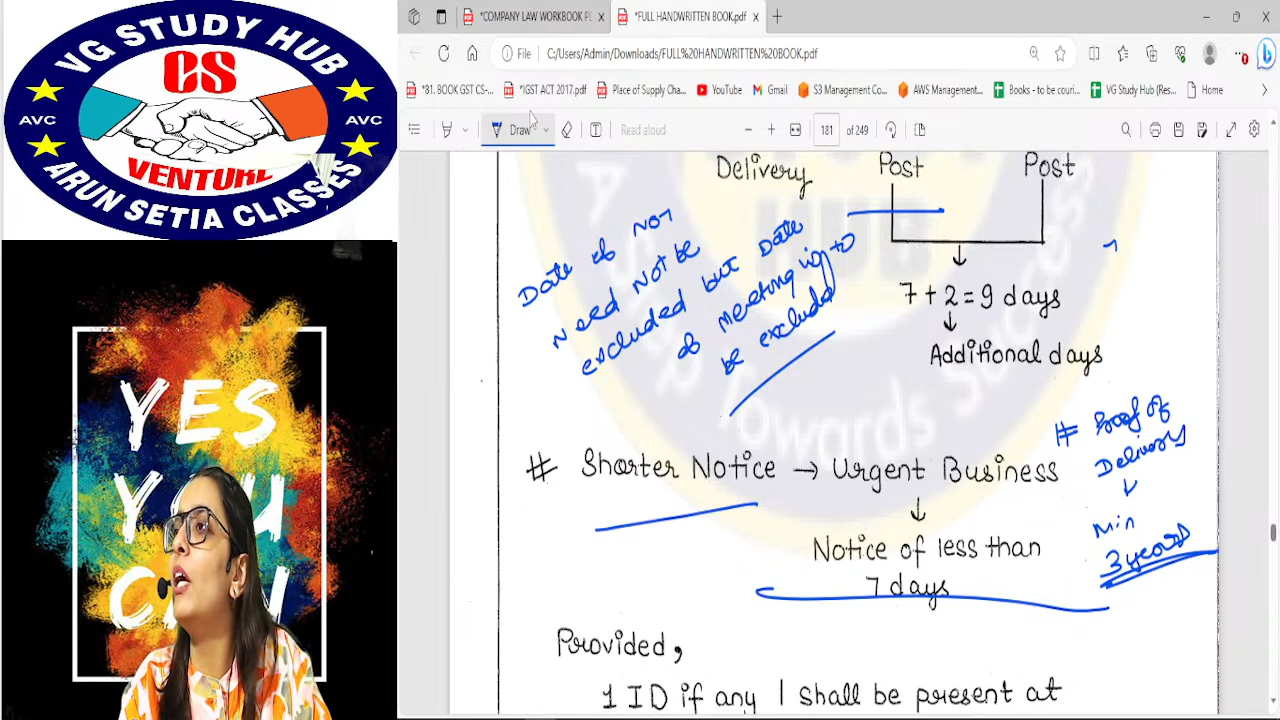 VG STUDY HUB
CS
AVC
AVC
VENTURE
ARUN SETIA CLASSES
YES
YOU
CAN
*COMPANY LAW WORKBOOK PL
*FULL HANDWRITTEN BOOK.pdf
File
C:/Users/Admin/Downloads/FULL%20HANDWRITTEN%20BOOK.pdf
*81. BOOK GST CS-...
*IGST ACT 2017.pdf
Place of Supply Cha...
YouTube
Gmail
S3 Management Co...
AWS Management...
Books - to be couri...
VG Study Hub (Res...
Home
Draw
Read aloud
181
of 249
Delivery
Post
Post
7 + 2 = 9 days
Additional days
Date of Not
need Not be
excluded but Date
of meeting is to
be excluded
# Shorter Notice → Urgent Business
Notice of less than
7 days
# Proof of
Delivery
Min
3 years
Provided,
1 ID if any 1 shall be present at